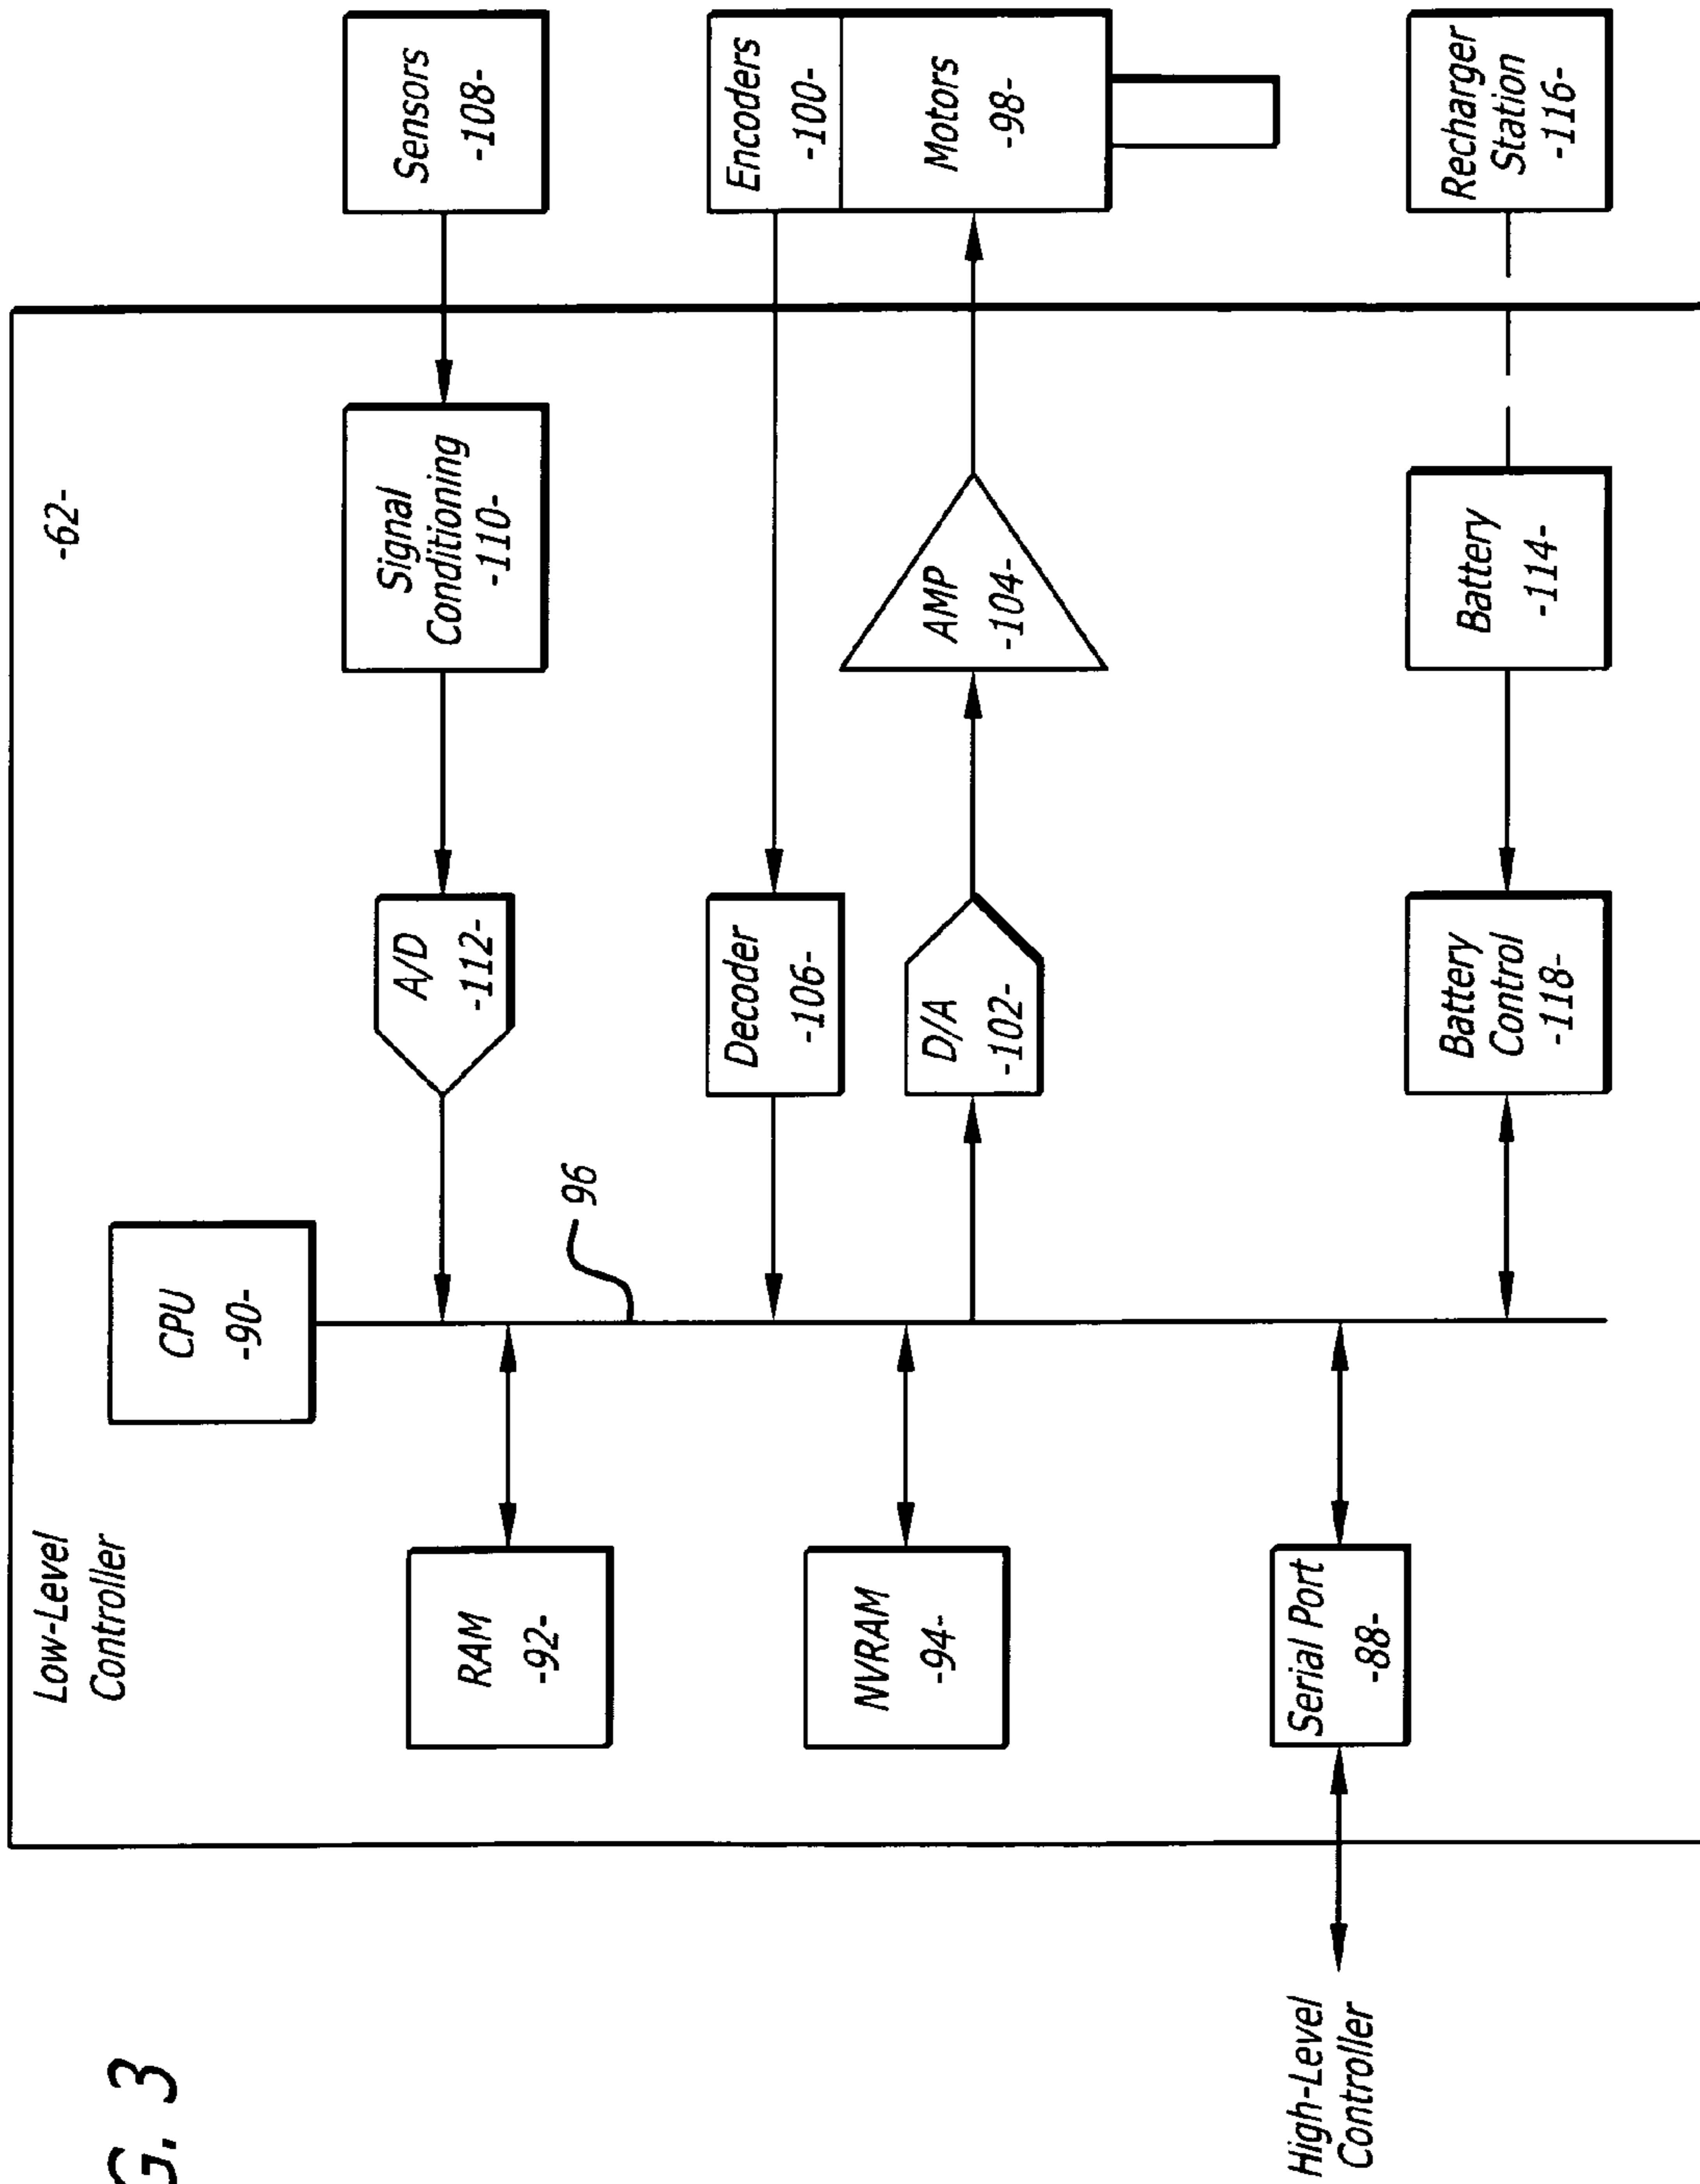 G. 3
Low-Level
Controller
-62-
CPU
-90-
RAM
-92-
NVRAM
-94-
Serial Port
-88-
High-Level
Controller
96
A/D
-112-
Signal
Conditioning
-110-
Sensors
-108-
Decoder
-106-
Encoders
-100-
D/A
-102-
AMP
-104-
Motors
-98-
Battery
Control
-118-
Battery
-114-
Recharger
Station
-116-